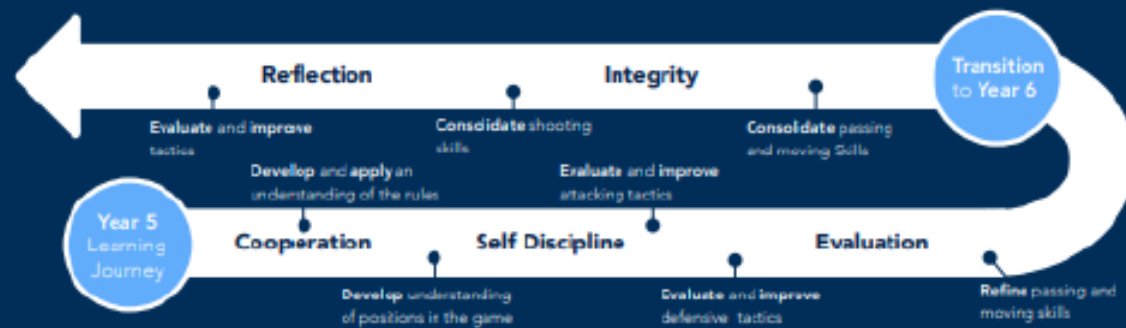 Reflection
Integrity
Transition
to Year 6
Evaluate and improve
tactics
Consolidate shooting
skills
Consolidate passing
and moving Skills
Develop and apply an
understanding of the rules
Evaluate and improve
attacking tactics
Year 5
Learning
Journey
Cooperation
Self Discipline
Evaluation
Develop understanding
of positions in the game
Evaluate and improve
defensive tactics
Refine passing and
moving skills